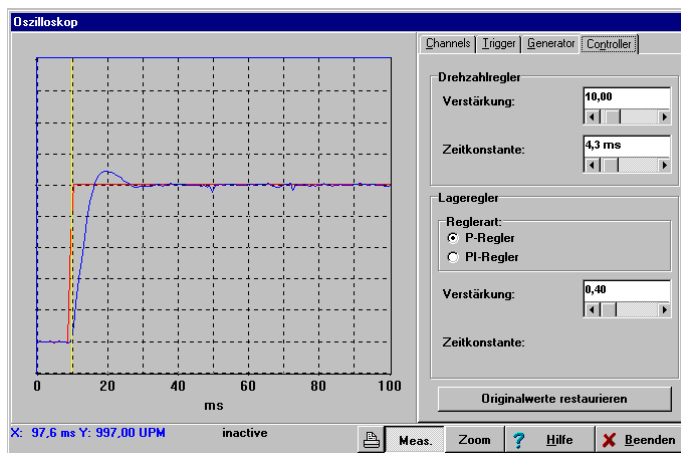 Oszilloskop
Channels Trigger Generator Controller
Drehzahlregler
Verstärkung:
10,00
Zeitkonstante:
4,3 ms
Lageregler
Reglerart:
P-Regler
PI-Regler
Verstärkung:
0,40
Zeitkonstante:
Originalwerte restaurieren
0 20 40 60 80 100
ms
X: 97,6 ms Y: 997,00 UPM inactive
Meas. Zoom ? Hilfe Beenden